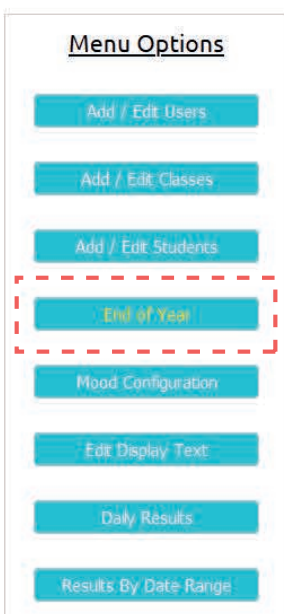 Menu Options
Add / Edit Users
Add / Edit Classes
Add / Edit Students
End of Year
Mood Configuration
Edit Display Text
Daily Results
Results By Date Range